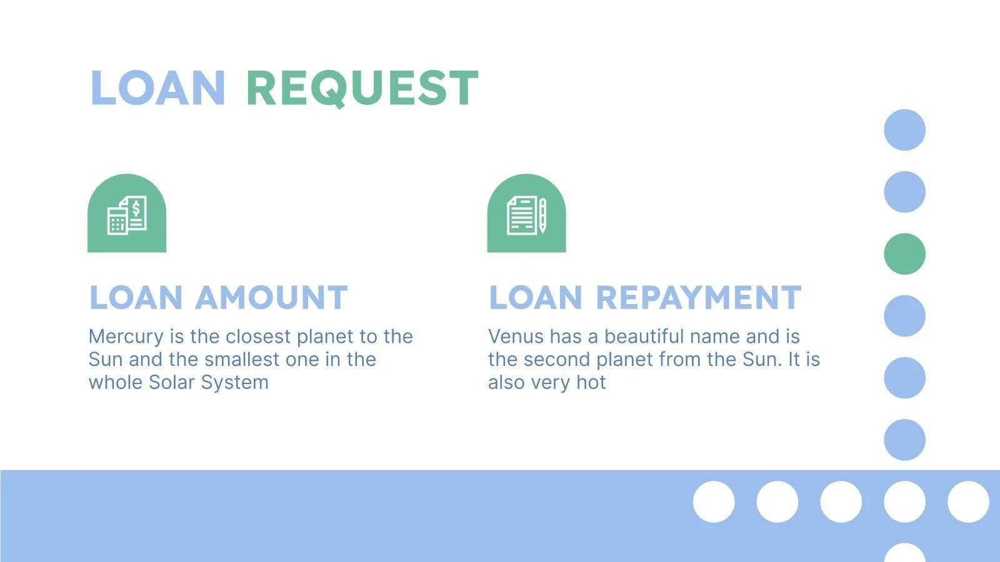 LOAN REQUEST
LOAN AMOUNT
Mercury is the closest planet to the
Sun and the smallest one in the
whole Solar System
LOAN REPAYMENT
Venus has a beautiful name and is
the second planet from the Sun. It is
also very hot